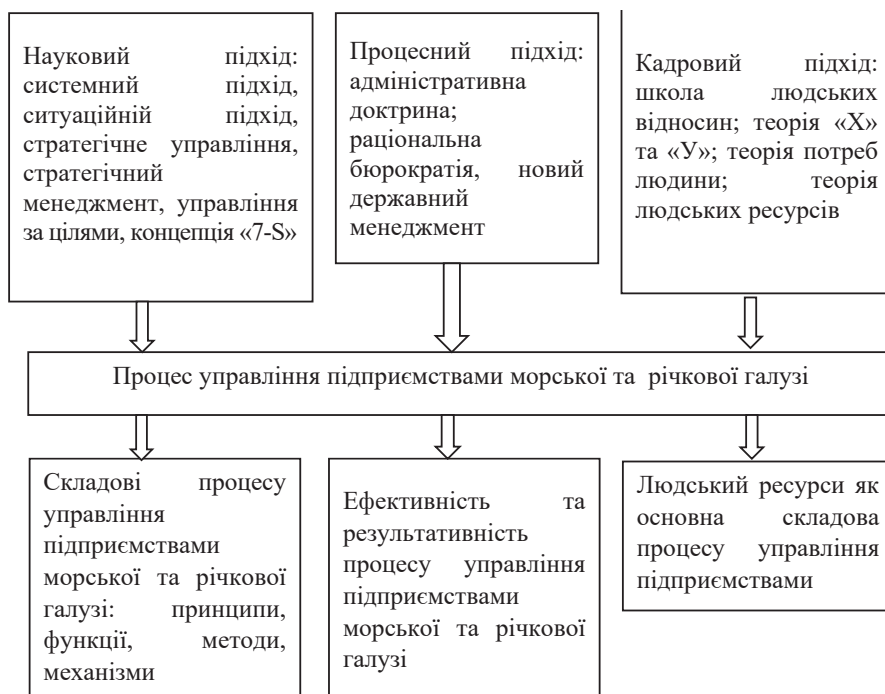 Науковий підхід:
системний підхід,
ситуаційній підхід,
стратегічне управління,
стратегічний
менеджмент, управління
за цілями, концепція «7-S»
Процесний підхід:
адміністративна
доктрина;
раціональна
бюрократія, новий
державний
менеджмент
Кадровий підхід:
школа людських
відносин; теорія «Х»
та «У»; теорія потреб
людини; теорія
людських ресурсів
Процес управління підприємствами морської та річкової галузі
Складові процесу
управління
підприємствами
морської та річкової
галузі: принципи,
функції, методи,
механізми
Ефективність та
результативність
процесу управління
підприємствами
морської та річкової
галузі
Людський ресурси як
основна складова
процесу управління
підприємствами